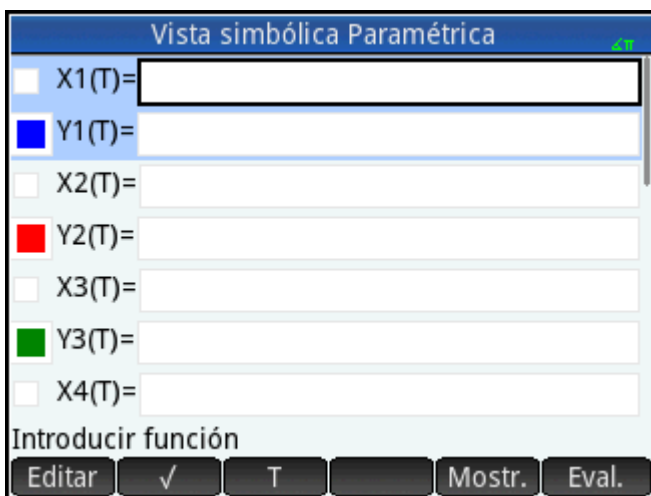 Vista simbólica Paramétrica
∡π
X1(T)=
Y1(T)=
X2(T)=
Y2(T)=
X3(T)=
Y3(T)=
X4(T)=
Introducir función
Editar √ T Mostr. Eval.